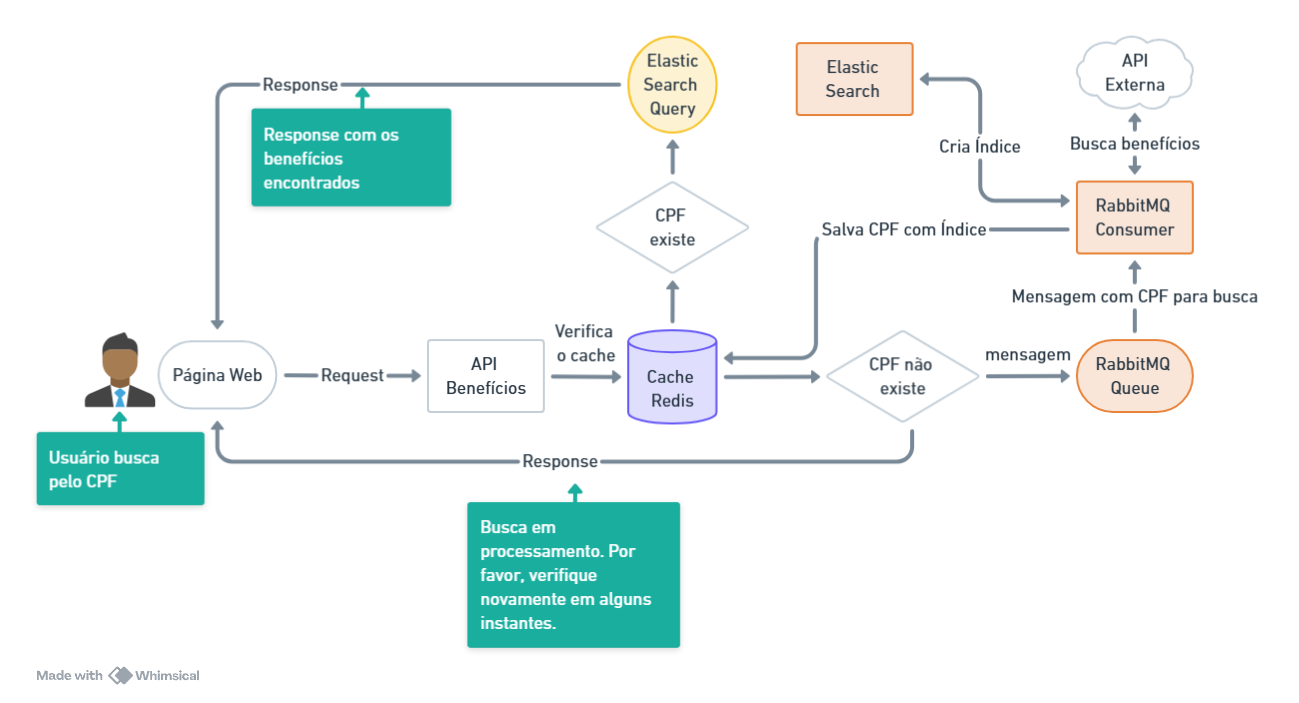 Elastic
Search
Query
Elastic
Search
API
Externa
Response
Response com os
benefícios
encontrados
Cria Índice
Busca benefícios
CPF
existe
Salva CPF com Índice
RabbitMQ
Consumer
Mensagem com CPF para busca
Página Web
Request
API
Benefícios
Verifica
o cache
Cache
Redis
CPF não
existe
mensagem
RabbitMQ
Queue
Usuário busca
pelo CPF
Response
Busca em
processamento. Por
favor, verifique
novamente em alguns
instantes.
Made with Whimsical